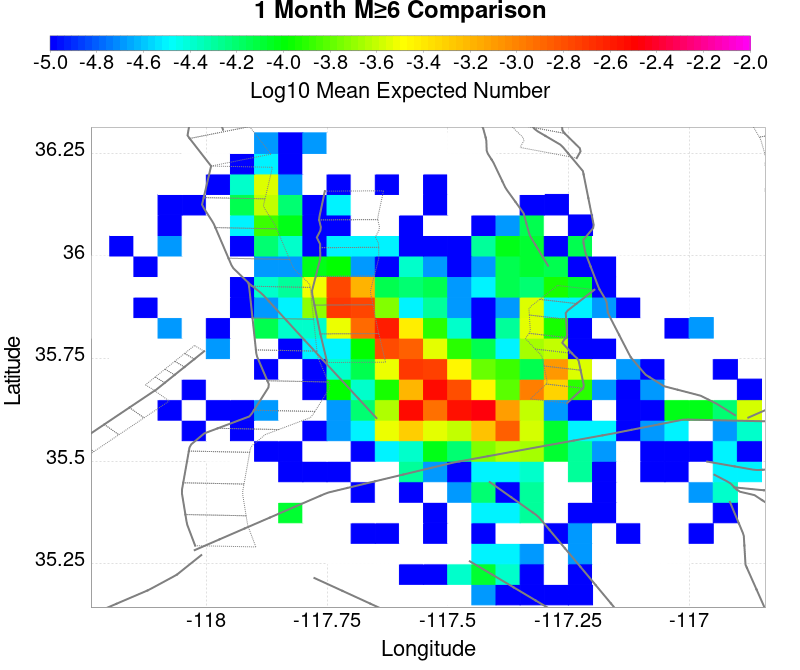 1 Month M≥6 Comparison
-5.0 -4.8 -4.6 -4.4 -4.2 -4.0 -3.8 -3.6 -3.4 -3.2 -3.0 -2.8 -2.6 -2.4 -2.2 -2.0
Log10 Mean Expected Number
36.25
36
35.75
35.5
35.25
Latitude
-118 -117.75 -117.5 -117.25 -117
Longitude